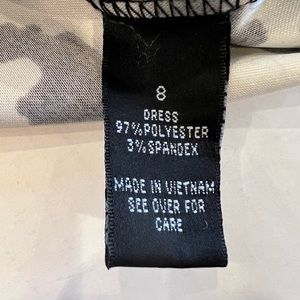 8
DRESS
97%POLYESTER
3%SPANDEX
MADE IN VIETNAM
SEE OVER FOR
CARE